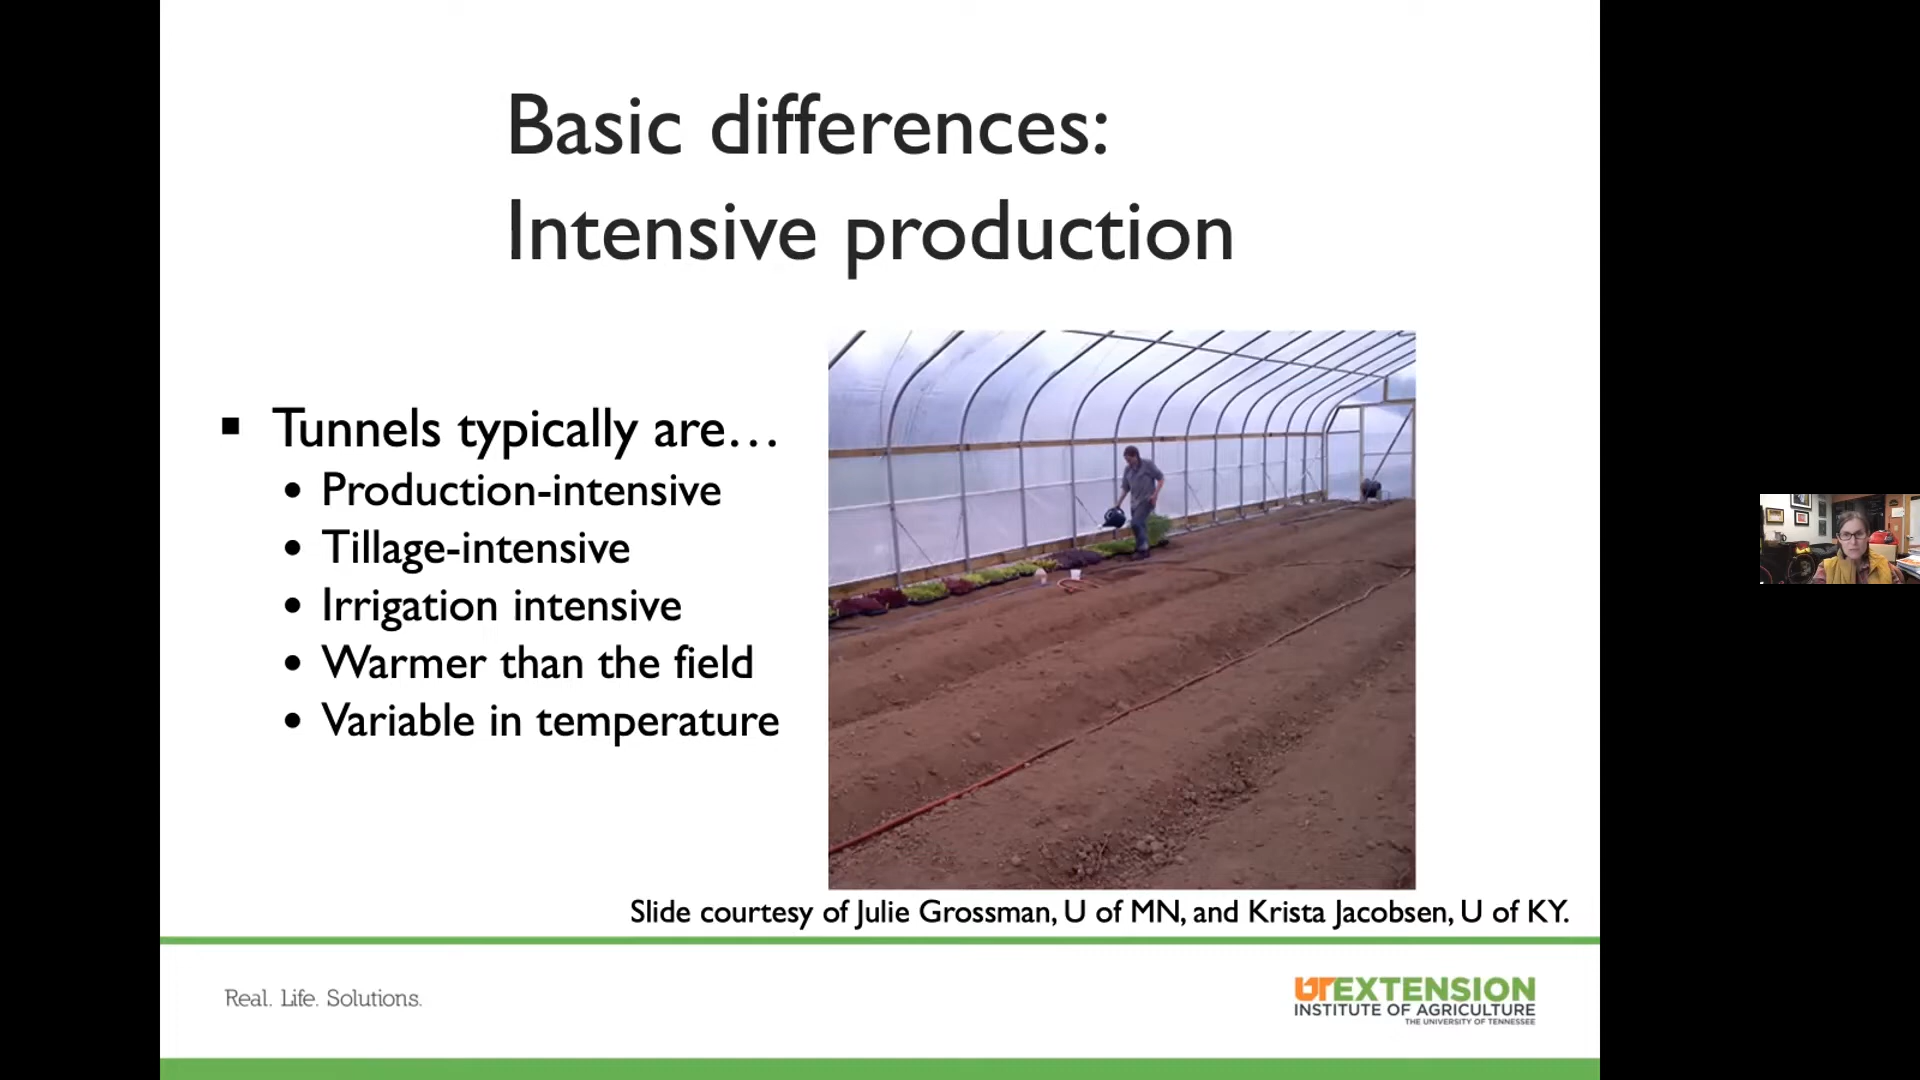 Basic differences:
Intensive production
Tunnels typically are…
Production-intensive
Tillage-intensive
Irrigation intensive
Warmer than the field
Variable in temperature
Slide courtesy of Julie Grossman, U of MN, and Krista Jacobsen, U of KY.
Real. Life. Solutions.
UTEXTENSION
INSTITUTE OF AGRICULTURE
THE UNIVERSITY OF TENNESSEE